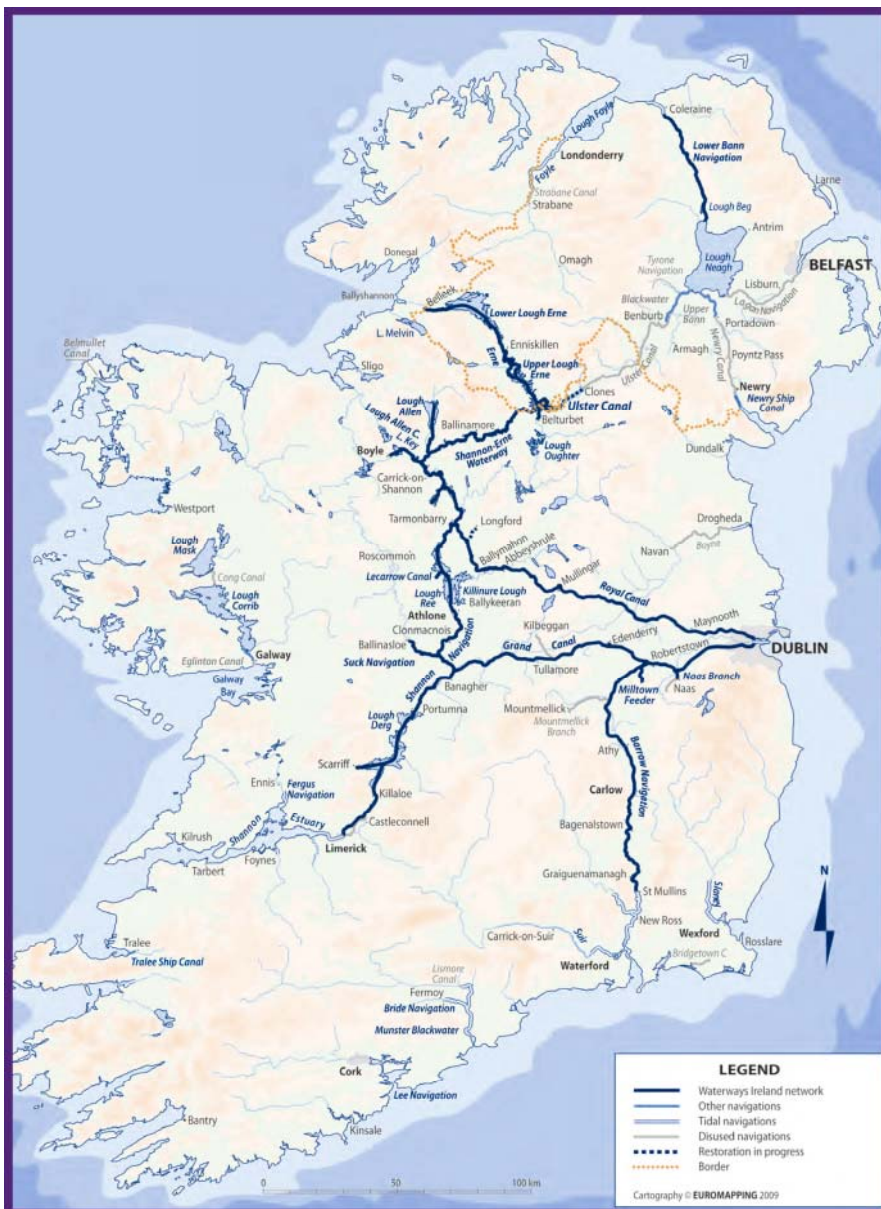 Coleraine
Lough Foyle
Lower Bann
Navigation
Londonderry
Foyle
Larne
Strabane Canal
Strabane
Lough Beg
Antrim
Donegal
Omagh
Tyrone
Navigation
Lough
Neagh
BELFAST
Ballyshannon
Belleek
Lower Lough Erne
Blackwater
Benburb
Lisburn
Lagan Navigation
Upper
Bann
Portadown
L. Melvin
Belmullet
Canal
Enniskillen
Erne
Armagh
Newry Canal
Poyntz Pass
Sligo
Upper Lough
Erne
Ulster Canal
Clones
Newry
Newry Ship
Canal
Lough
Allen
Ulster Canal
Ballinamore
Belturbet
Lough Allen C.
L. Key
Boyle
Shannon-Erne
Waterway
Lough
Oughter
Dundalk
Carrick-on-
Shannon
Westport
Tarmonbarry
Longford
Drogheda
Lough
Mask
Ballymahon
Abbeyshrule
Navan
Boyne
Roscommon
Mullingar
Cong Canal
Lecarrow Canal
Killinure Lough
Royal Canal
Lough
Corrib
Lough
Ree
Ballykeeran
Athlone
Kilbeggan
Maynooth
Clonmacnois
Edenderry
DUBLIN
Galway
Ballinasloe
Navigation
Grand Canal
Robertstown
Eglinton Canal
Suck Navigation
Tullamore
Naas Branch
Galway
Bay
Shannon
Banagher
Milltown
Feeder
Naas
Lough
Derg
Portumna
Mountmellick
Mountmellick
Branch
Athy
Barrow Navigation
Scarriff
Ennis
Fergus
Navigation
Killaloe
Carlow
Castleconnell
Kilrush
Shannon
Estuary
Bagenalstown
Limerick
Tarbert
Foynes
Graiguenamanagh
N
St Mullins
New Ross
Slaney
Tralee
Carrick-on-Suir
Suir
Wexford
Tralee Ship Canal
Rosslare
Lismore
Canal
Waterford
Bridgetown C
Fermoy
Bride Navigation
Munster Blackwater
Cork
Lee Navigation
Bantry
Kinsale
0 50 100 km
LEGEND
Waterways Ireland network
Other navigations
Tidal navigations
Disused navigations
Restoration in progress
Border
Cartography © EUROMAPPING 2009